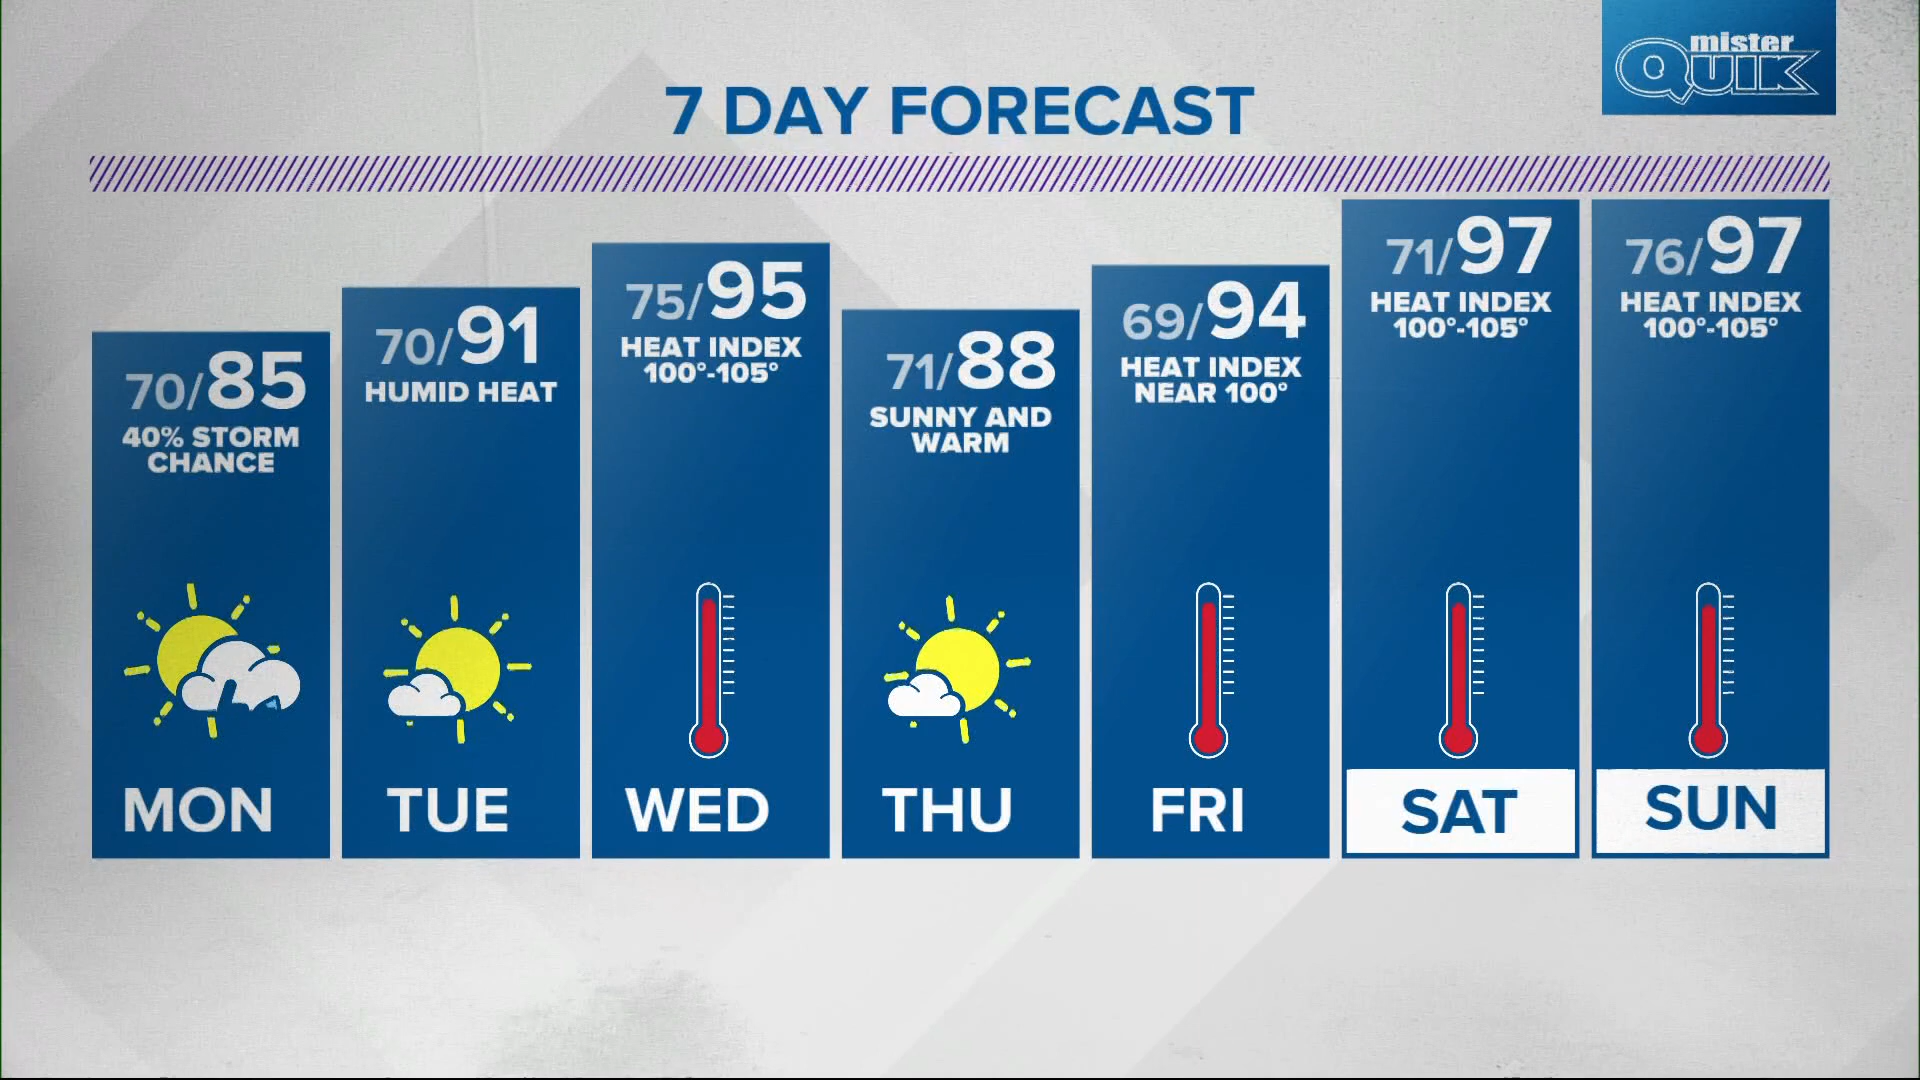 mister
QUIK
7 DAY FORECAST
70/85
40% STORM
CHANCE
MON
70/91
HUMID HEAT
TUE
75/95
HEAT INDEX
100°-105°
WED
71/88
SUNNY AND
WARM
THU
69/94
HEAT INDEX
NEAR 100°
FRI
71/97
HEAT INDEX
100°-105°
SAT
76/97
HEAT INDEX
100°-105°
SUN